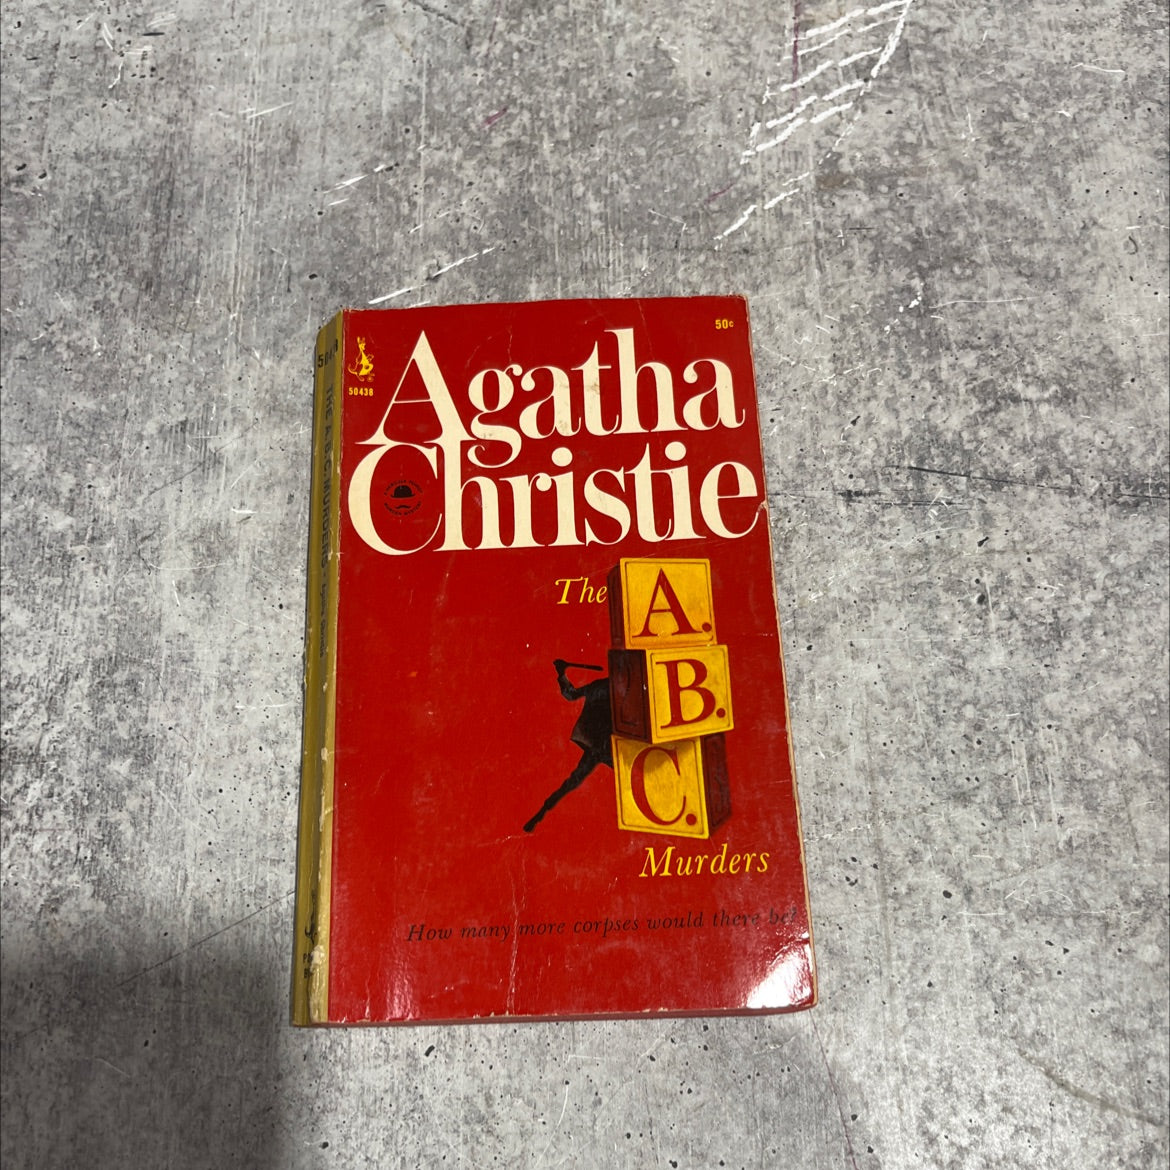 50¢
50438
Agatha
Christie
The
A.
B.
C.
Murders
How many more corpses would there be?
THE A.B.C. MURDERS